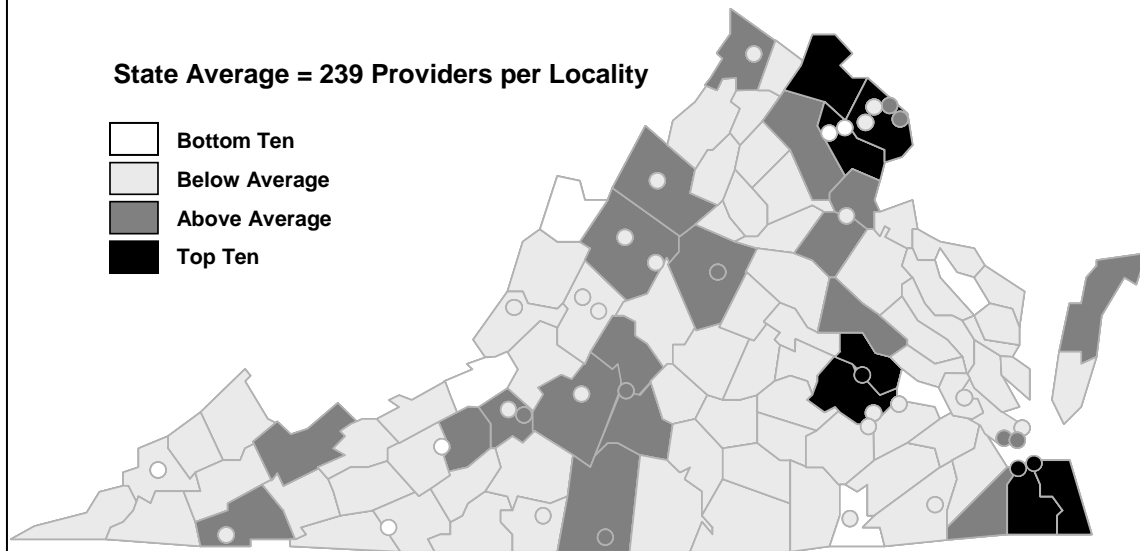 State Average = 239 Providers per Locality
Bottom Ten
Below Average
Above Average
Top Ten